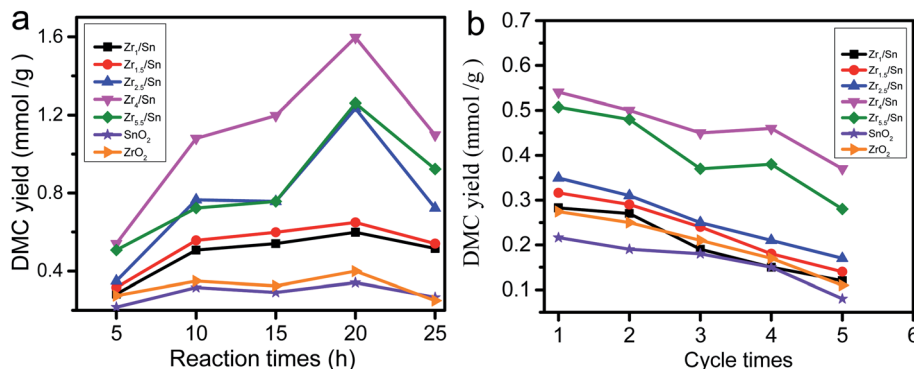 a
DMC yield (mmol /g)
1.6
1.2
0.8
0.4
Zr₁/Sn
Zr₁.₅/Sn
Zr₂.₅/Sn
Zr₄/Sn
Zr₅.₅/Sn
SnO₂
ZrO₂
5 10 15 20 25
Reaction times (h)
b
DMC yield (mmol /g)
0.7
0.6
0.5
0.4
0.3
0.2
0.1
Zr₁/Sn
Zr₁.₅/Sn
Zr₂.₅/Sn
Zr₄/Sn
Zr₅.₅/Sn
SnO₂
ZrO₂
1 2 3 4 5 6
Cycle times